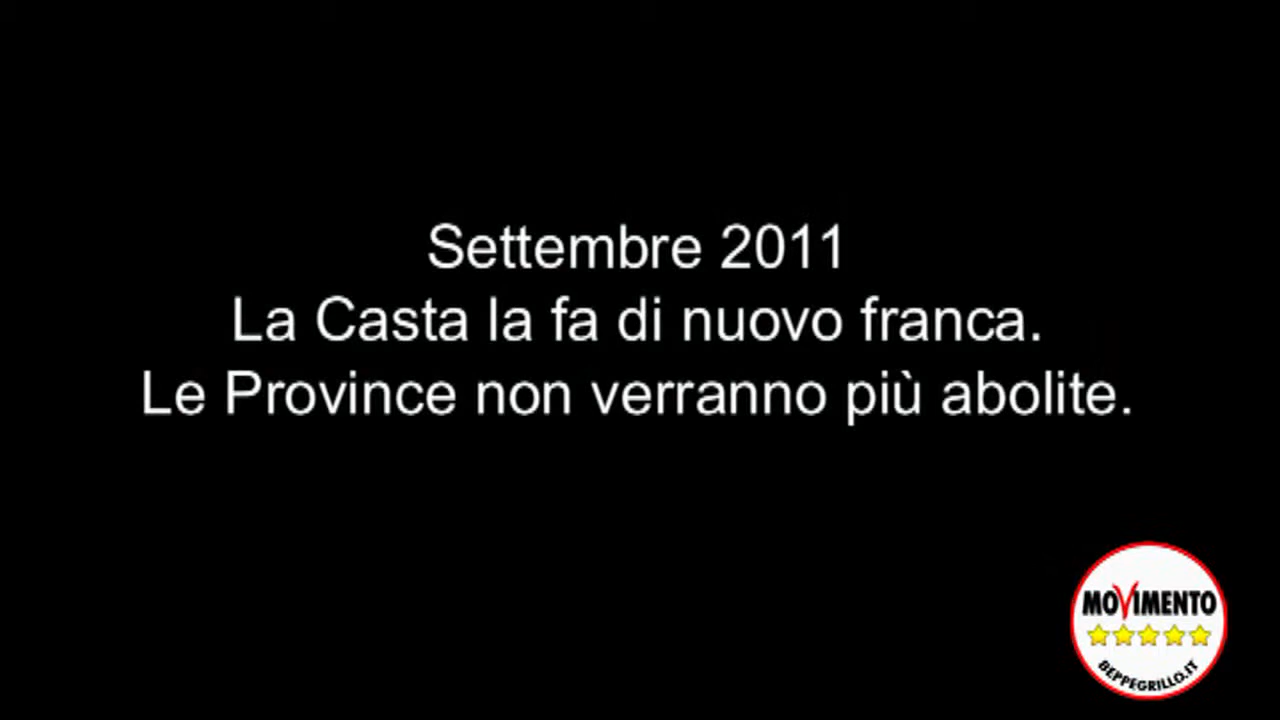 Settembre 2011
La Casta la fa di nuovo franca.
Le Province non verranno più abolite.
MOVIMENTO
BEPPEGRILLO.IT